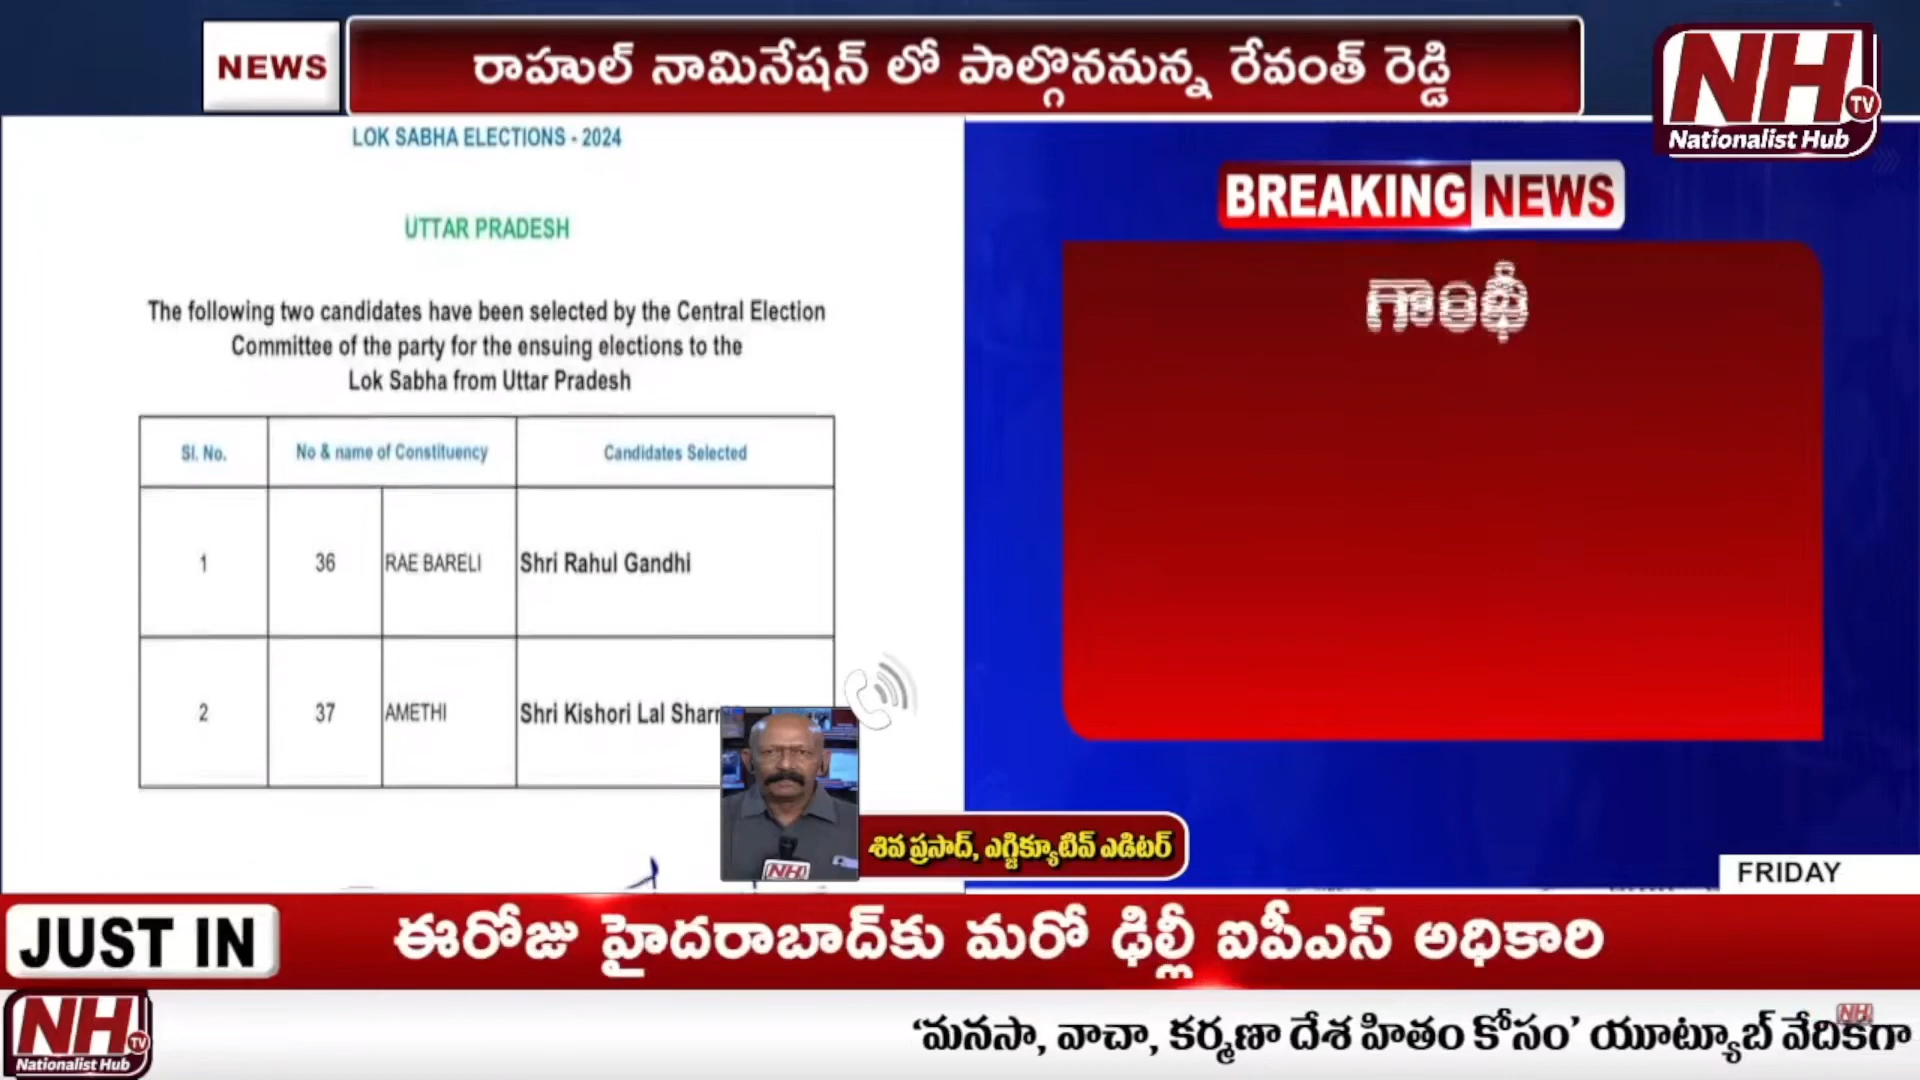 NEWS
రాహుల్ నామినేషన్ లో పాల్గొననున్న రేవంత్ రెడ్డి
NH TV
Nationalist Hub
LOK SABHA ELECTIONS - 2024
UTTAR PRADESH
The following two candidates have been selected by the Central Election
Committee of the party for the ensuing elections to the
Lok Sabha from Uttar Pradesh
Sl. No. No & name of Constituency Candidates Selected
1 36 RAE BARELI Shri Rahul Gandhi
2 37 AMETHI Shri Kishori Lal
BREAKING NEWS
గాంధీ
NH
శివ ప్రసాద్, ఎగ్జిక్యూటివ్ ఎడిటర్
FRIDAY
JUST IN
ఈరోజు హైదరాబాద్‌కు మరో ఢిల్లీ ఐపీఎస్ అధికారి
NH TV
Nationalist Hub
'మనసా, వాచా, కర్మణా దేశ హితం కోసం' యూట్యూబ్ వేదికగా
NH